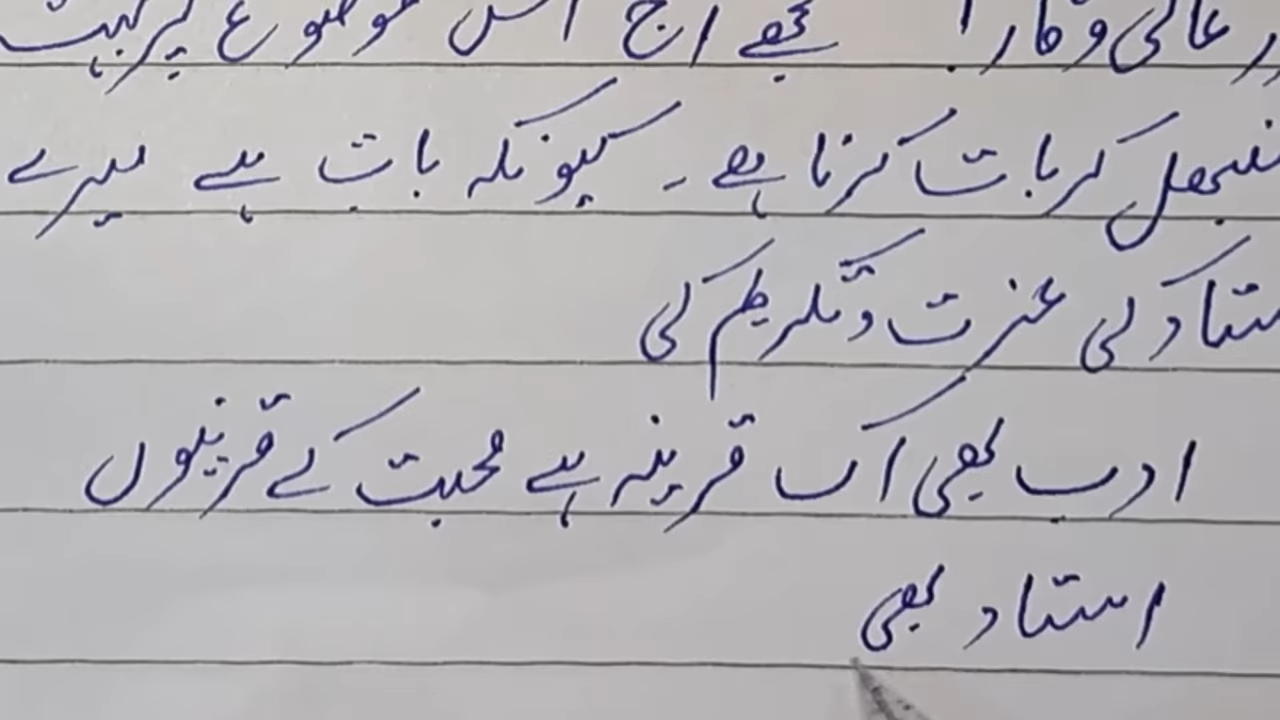 عالی وقار! مجھے آج اس موضوع پر بہت
سنبھل کر بات کرنا ہے۔ کیونکہ بات ہے میرے
استاد کی عزت و تکریم کی
ادب بھی اک قرینہ ہے محبت کے قرینوں
استاد بھی